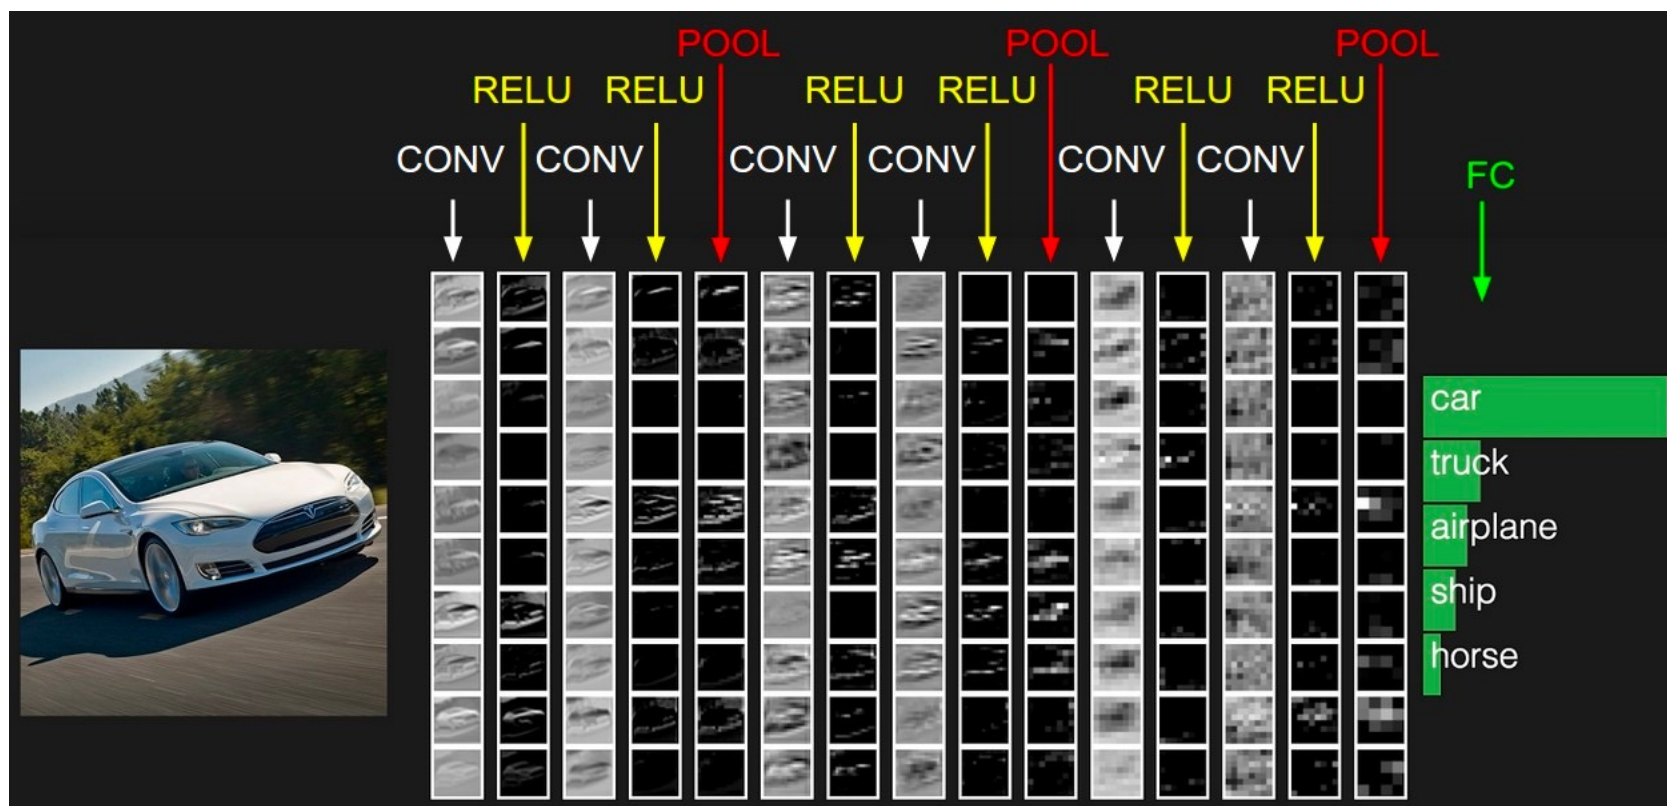 POOL POOL POOL
RELU RELU RELU RELU RELU RELU
CONV CONV CONV CONV CONV CONV
FC
car
truck
airplane
ship
horse